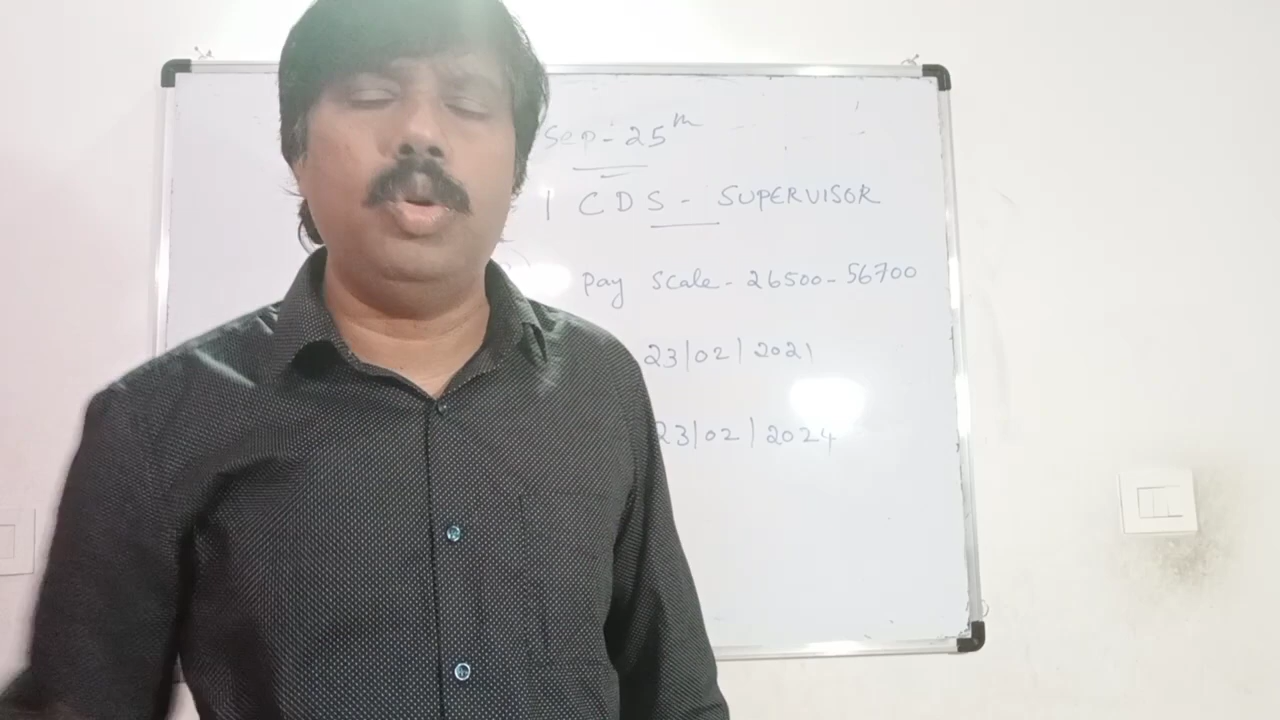 Sep - 25th
ICDS - SUPERVISOR
Pay Scale - 26500 - 56700
23/02/2021
23/02/2024